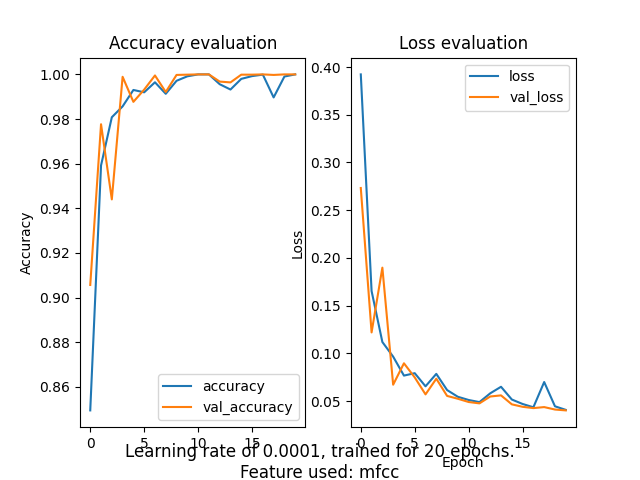 Accuracy evaluation
Accuracy
1.00
0.98
0.96
0.94
0.92
0.90
0.88
0.86
0
5
10
15
accuracy
val_accuracy
Loss evaluation
Loss
0.40
0.35
0.30
0.25
0.20
0.15
0.10
0.05
0
5
10
15
loss
val_loss
Epoch
Learning rate of 0.0001, trained for 20 epochs.
Feature used: mfcc